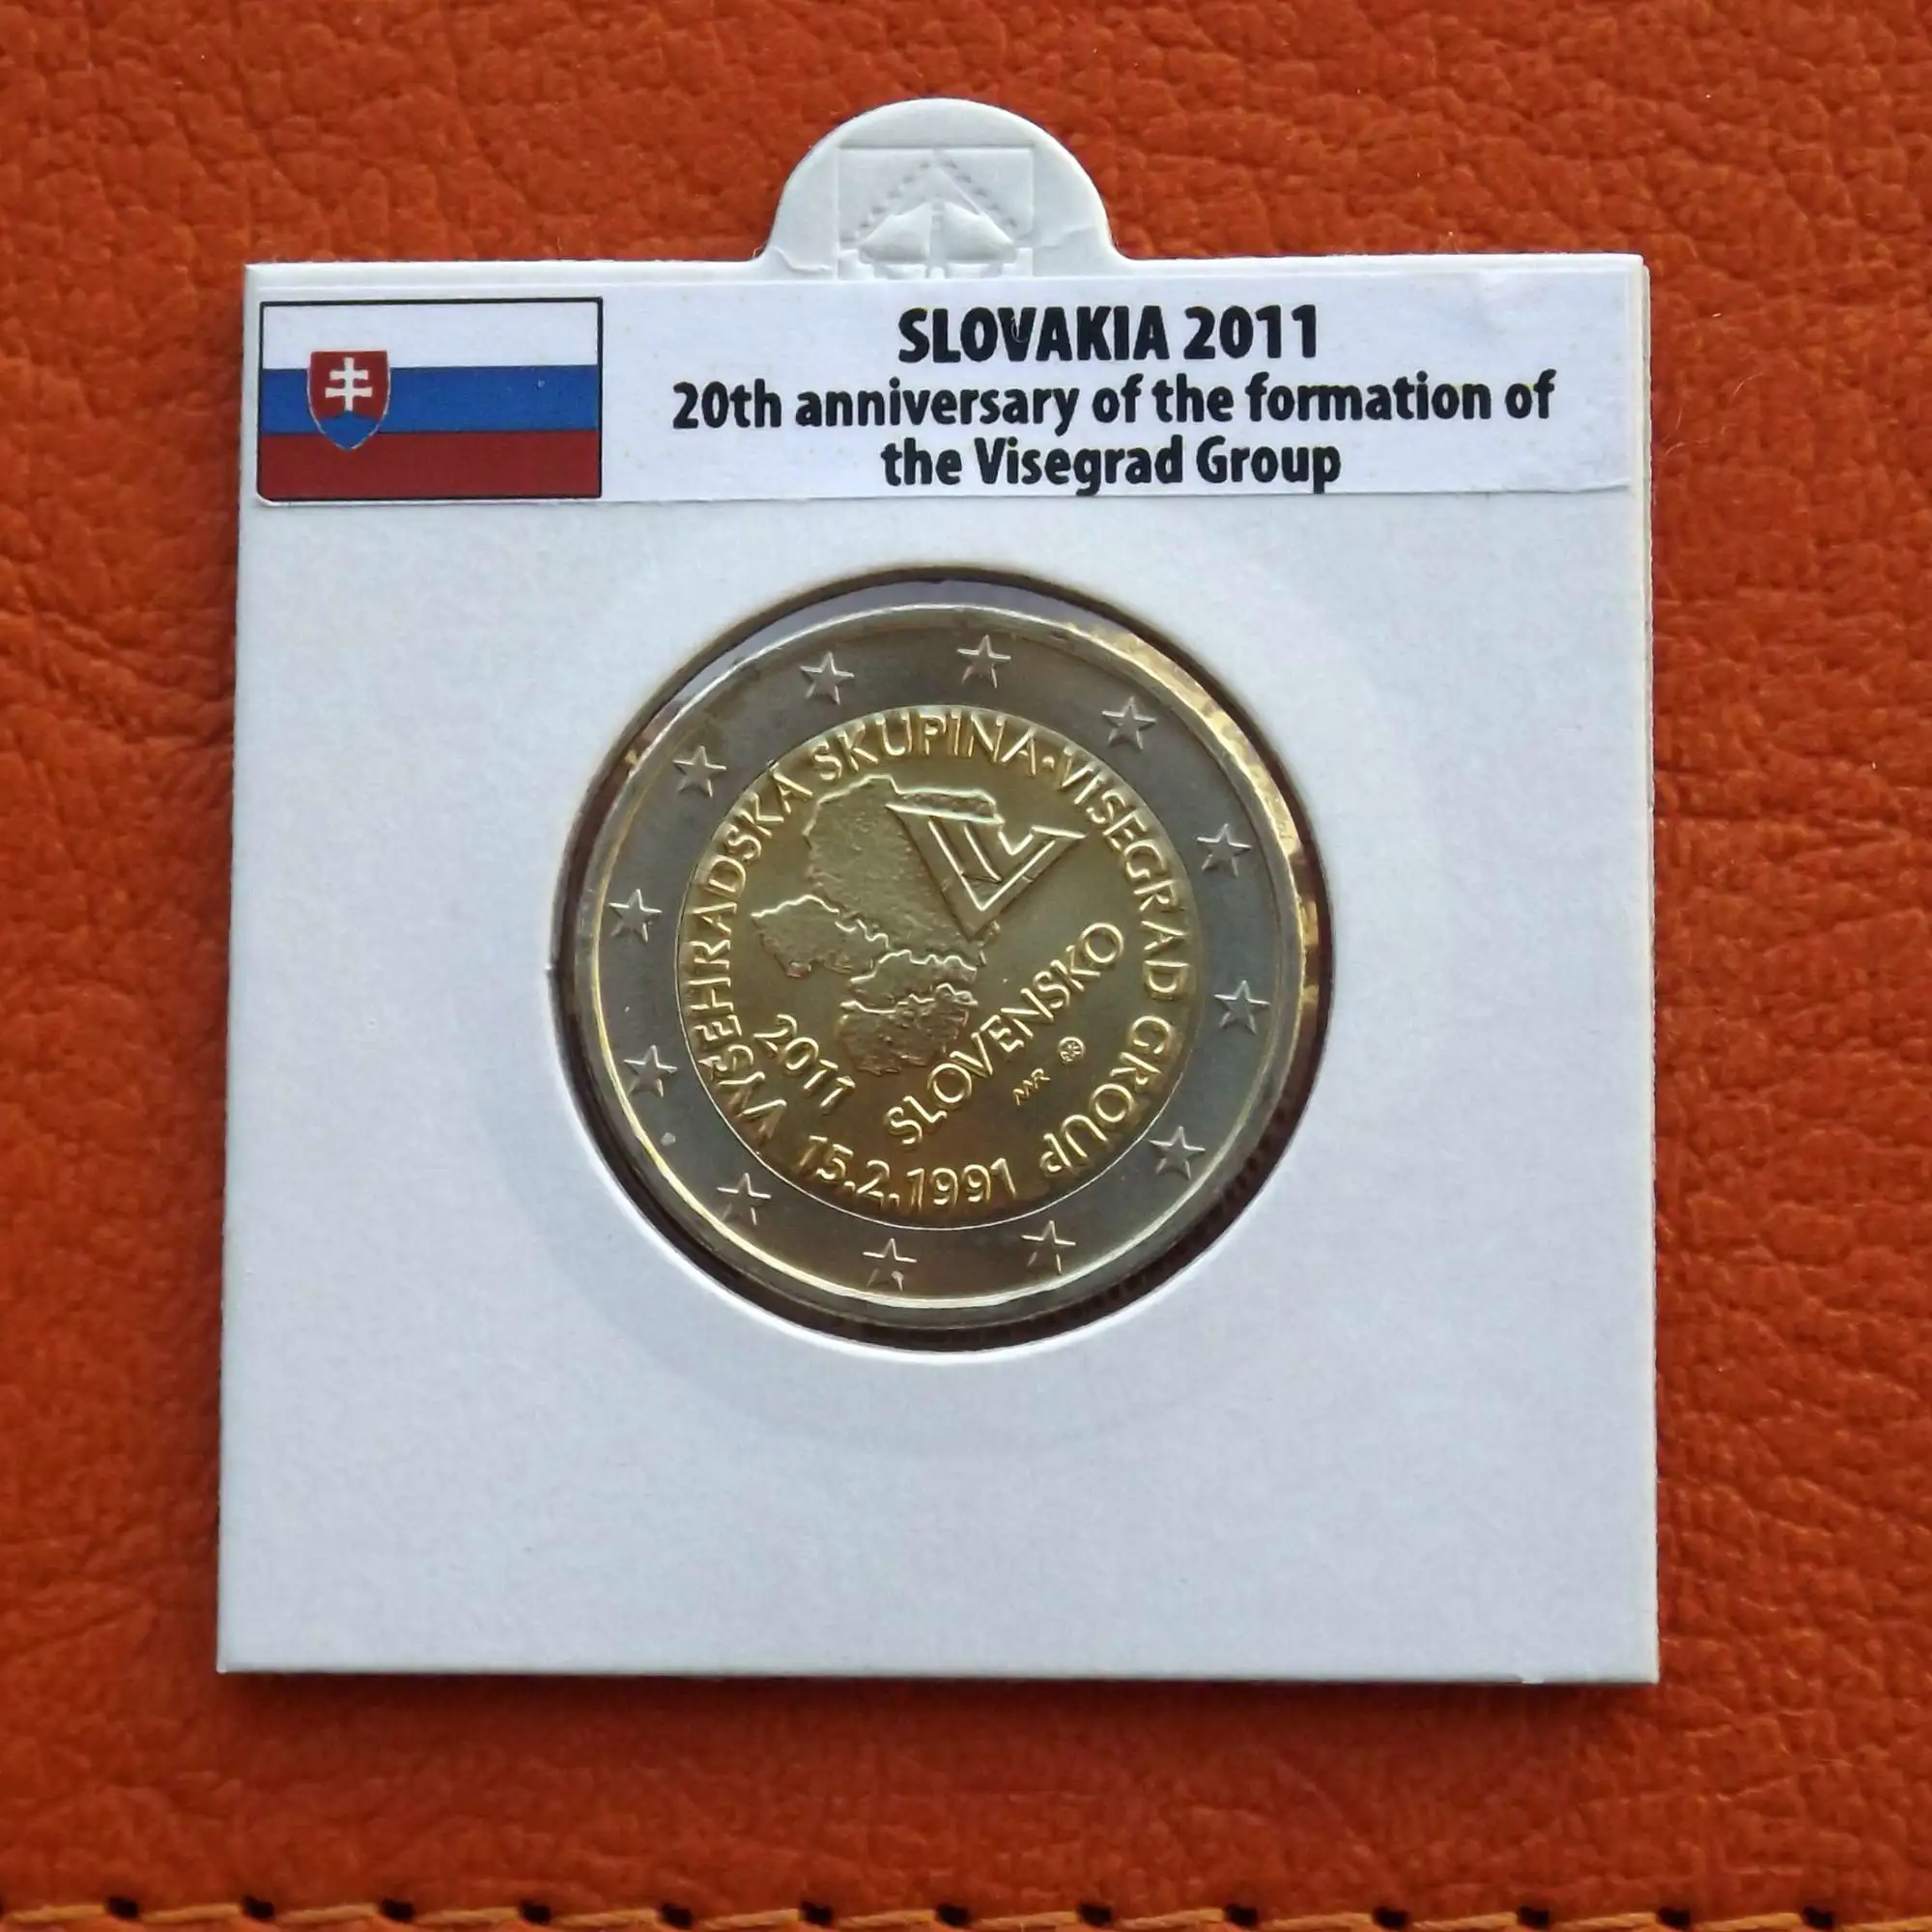 SLOVAKIA 2011
20th anniversary of the formation of
the Visegrad Group
VYŠEHRADSKÁ SKUPINA·VISEGRAD GROUP
2011
SLOVENSKO
MR
15.2.1991